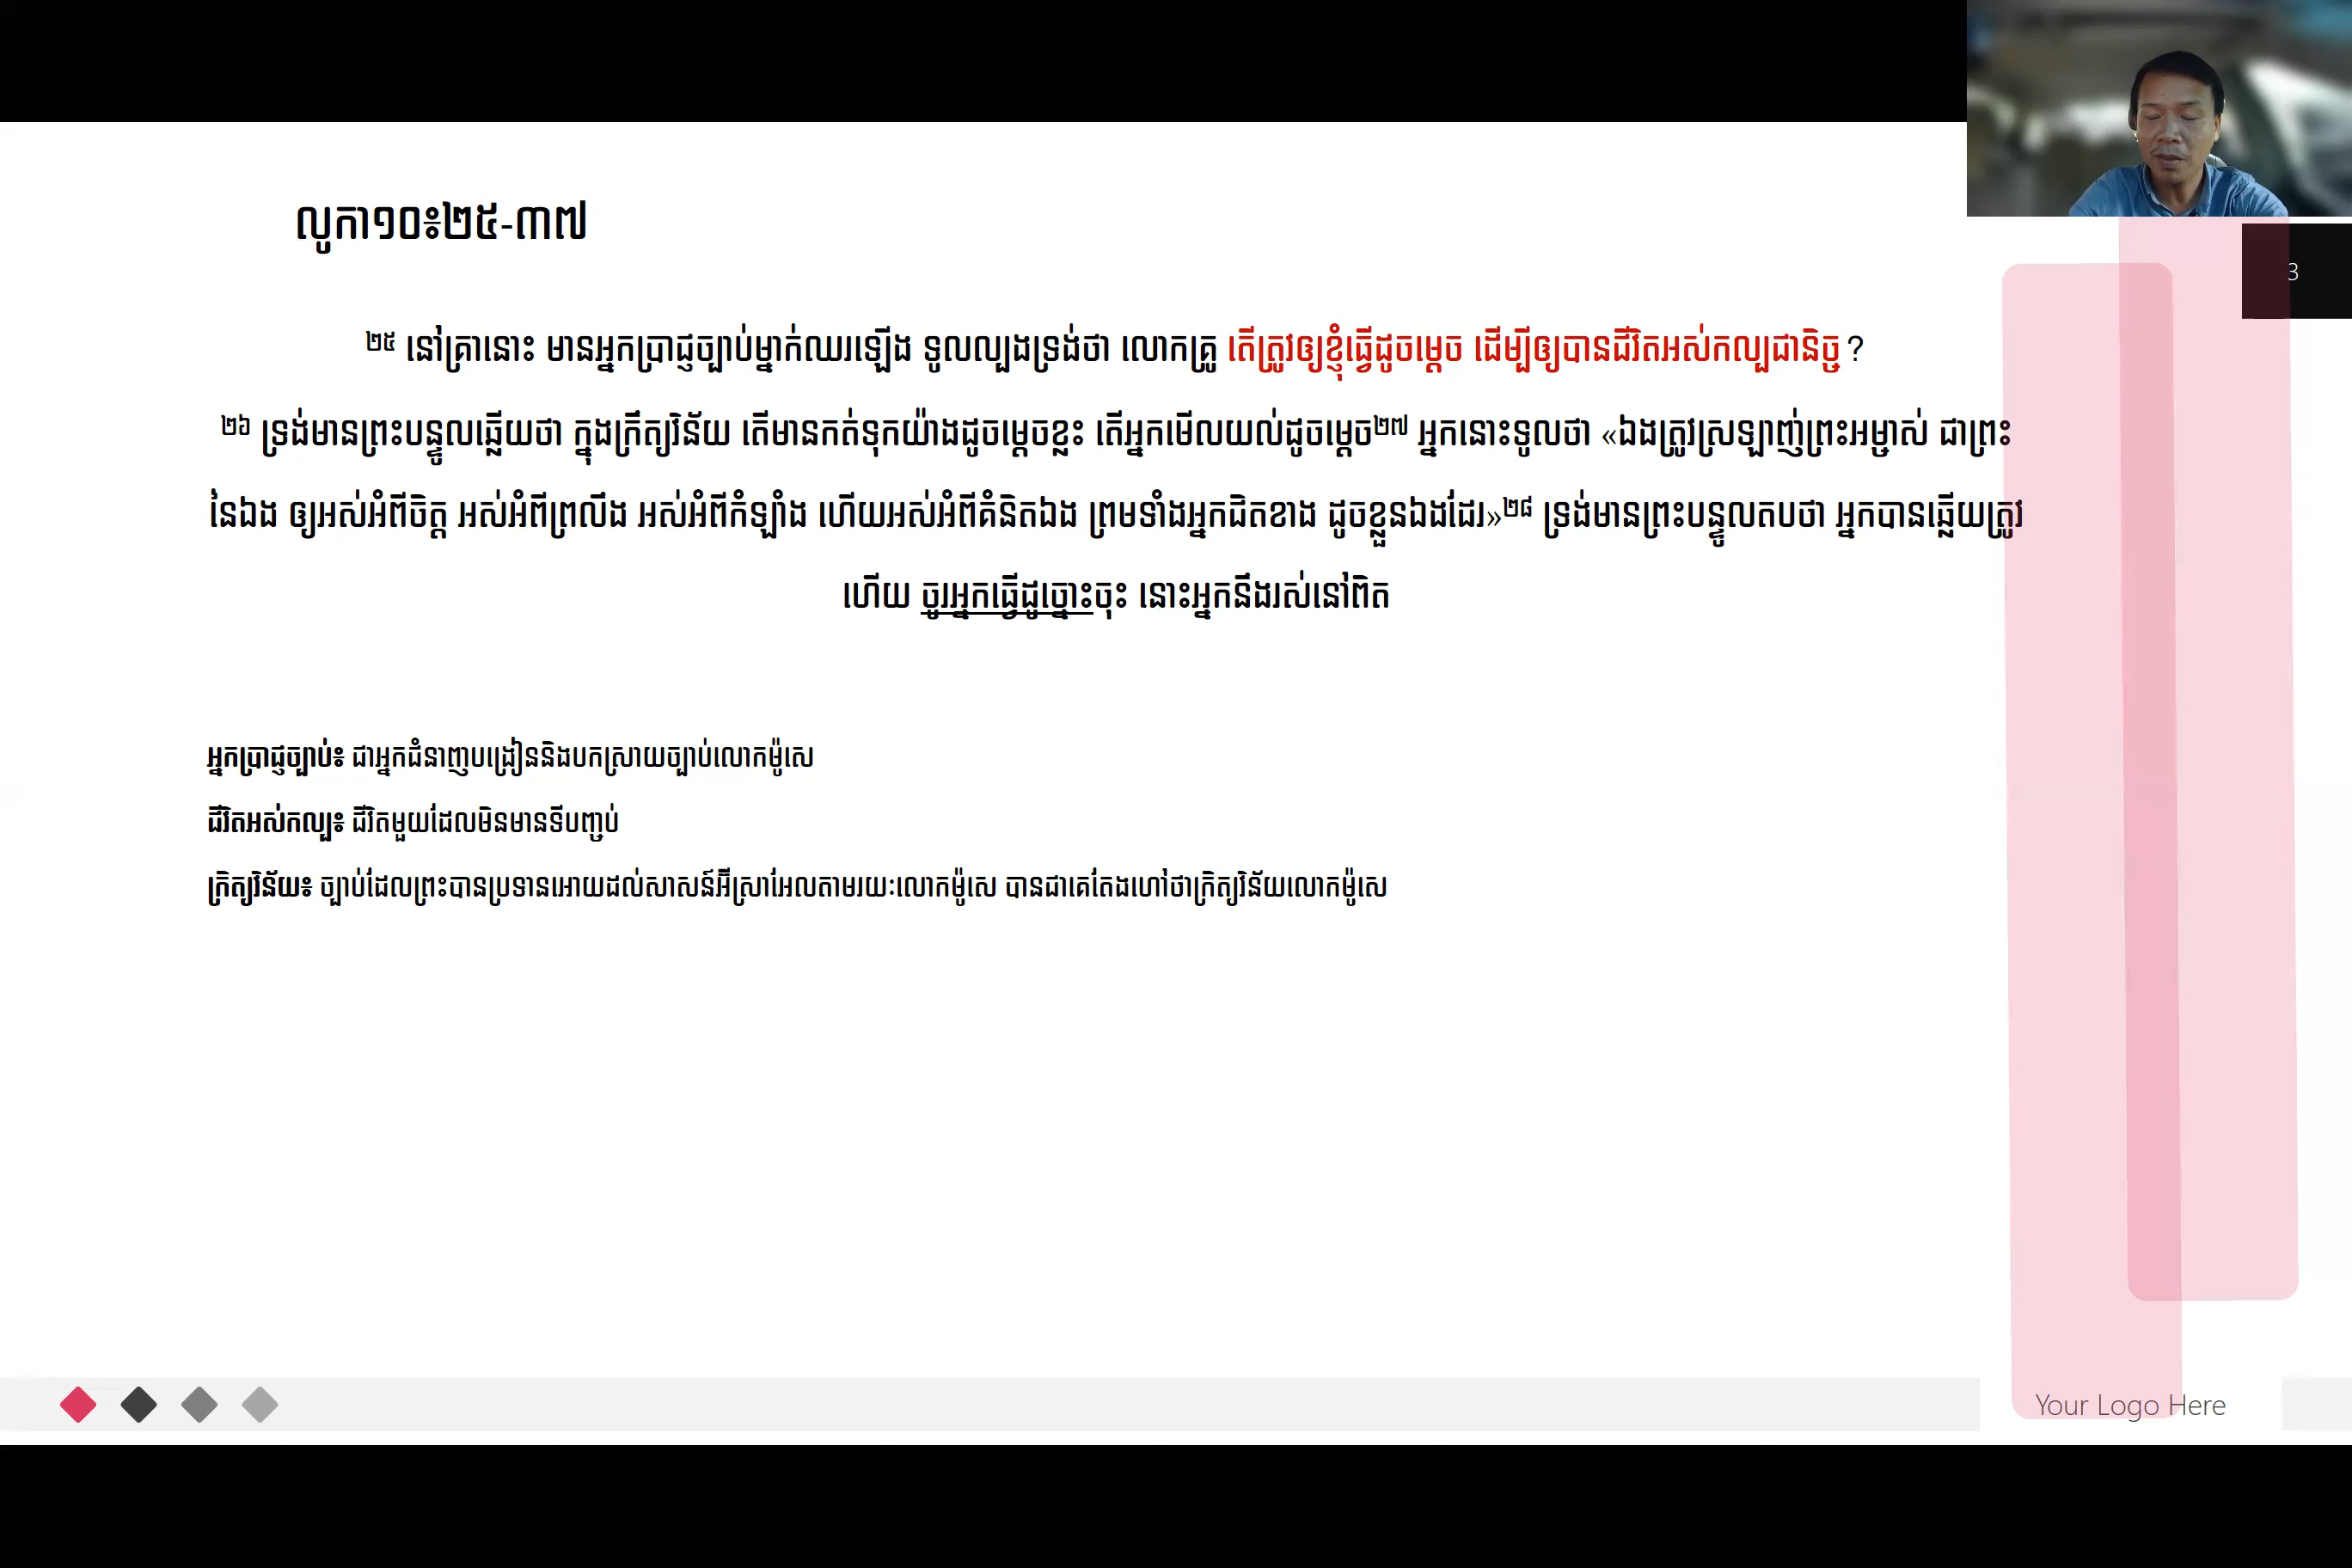 លូកា១០៖២៥-៣៧
3
២៥ នៅគ្រានោះ មានអ្នកប្រាជ្ញច្បាប់ម្នាក់ឈរឡើង ទូលល្បងទ្រង់ថា លោកគ្រូ តើត្រូវឲ្យខ្ញុំធ្វើដូចម្តេច ដើម្បីឲ្យបានជីវិតអស់កល្បជានិច្ច?
២៦ ទ្រង់មានព្រះបន្ទូលឆ្លើយថា ក្នុងក្រឹត្យវិន័យ តើមានកត់ទុកយ៉ាងដូចម្តេចខ្លះ តើអ្នកមើលយល់ដូចម្តេច២៧ អ្នកនោះទូលថា «ឯងត្រូវស្រឡាញ់ព្រះអម្ចាស់ ជាព្រះ
នៃឯង ឲ្យអស់អំពីចិត្ត អស់អំពីព្រលឹង អស់អំពីកំឡាំង ហើយអស់អំពីគំនិតឯង ព្រមទាំងអ្នកជិតខាង ដូចខ្លួនឯងដែរ»២៨ ទ្រង់មានព្រះបន្ទូលតបថា អ្នកបានឆ្លើយត្រូវ
ហើយ ចូរអ្នកធ្វើដូច្នោះចុះ នោះអ្នកនឹងរស់នៅពិត
អ្នកប្រាជ្ញច្បាប់៖ ជាអ្នកជំនាញបង្រៀននិងបកស្រាយច្បាប់លោកម៉ូសេ
ជីវិតអស់កល្ប៖ ជីវិតមួយដែលមិនមានទីបញ្ចប់
ក្រិត្យវិន័យ៖ ច្បាប់ដែលព្រះបានប្រទានអោយដល់សាសន៍អ៊ីស្រាអែលតាមរយៈលោកម៉ូសេ បានជាគេតែងហៅថាក្រិត្យវិន័យលោកម៉ូសេ
Your Logo Here